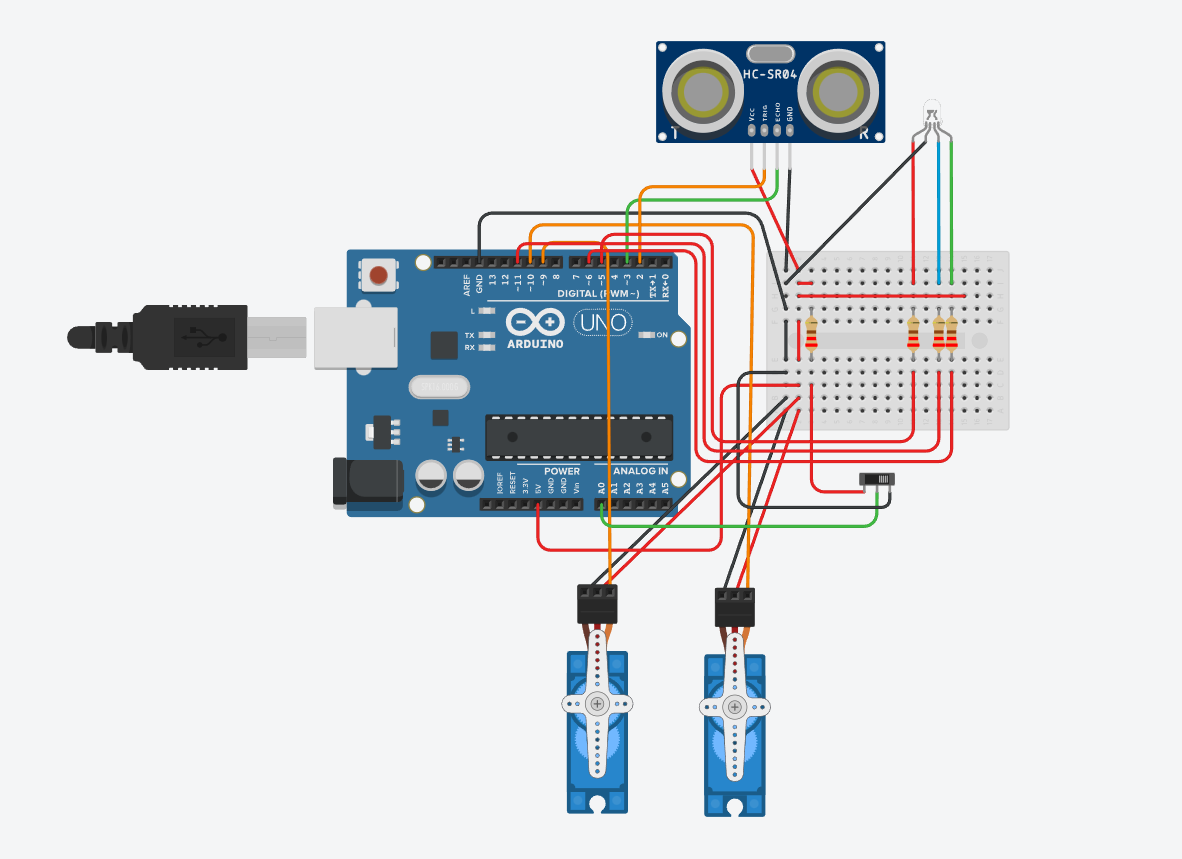 HC-SR04
VCC
TRIG
ECHO
GND
T
R
AREF
GND
13
12
~11
~10
~9
8
7
~6
~5
4
~3
2
TX→1
RX←0
DIGITAL (PWM~)
L
TX
RX
ARDUINO
UNO
ON
IOREF
RESET
3.3V
5V
GND
GND
Vin
POWER
ANALOG IN
A0
A1
A2
A3
A4
A5